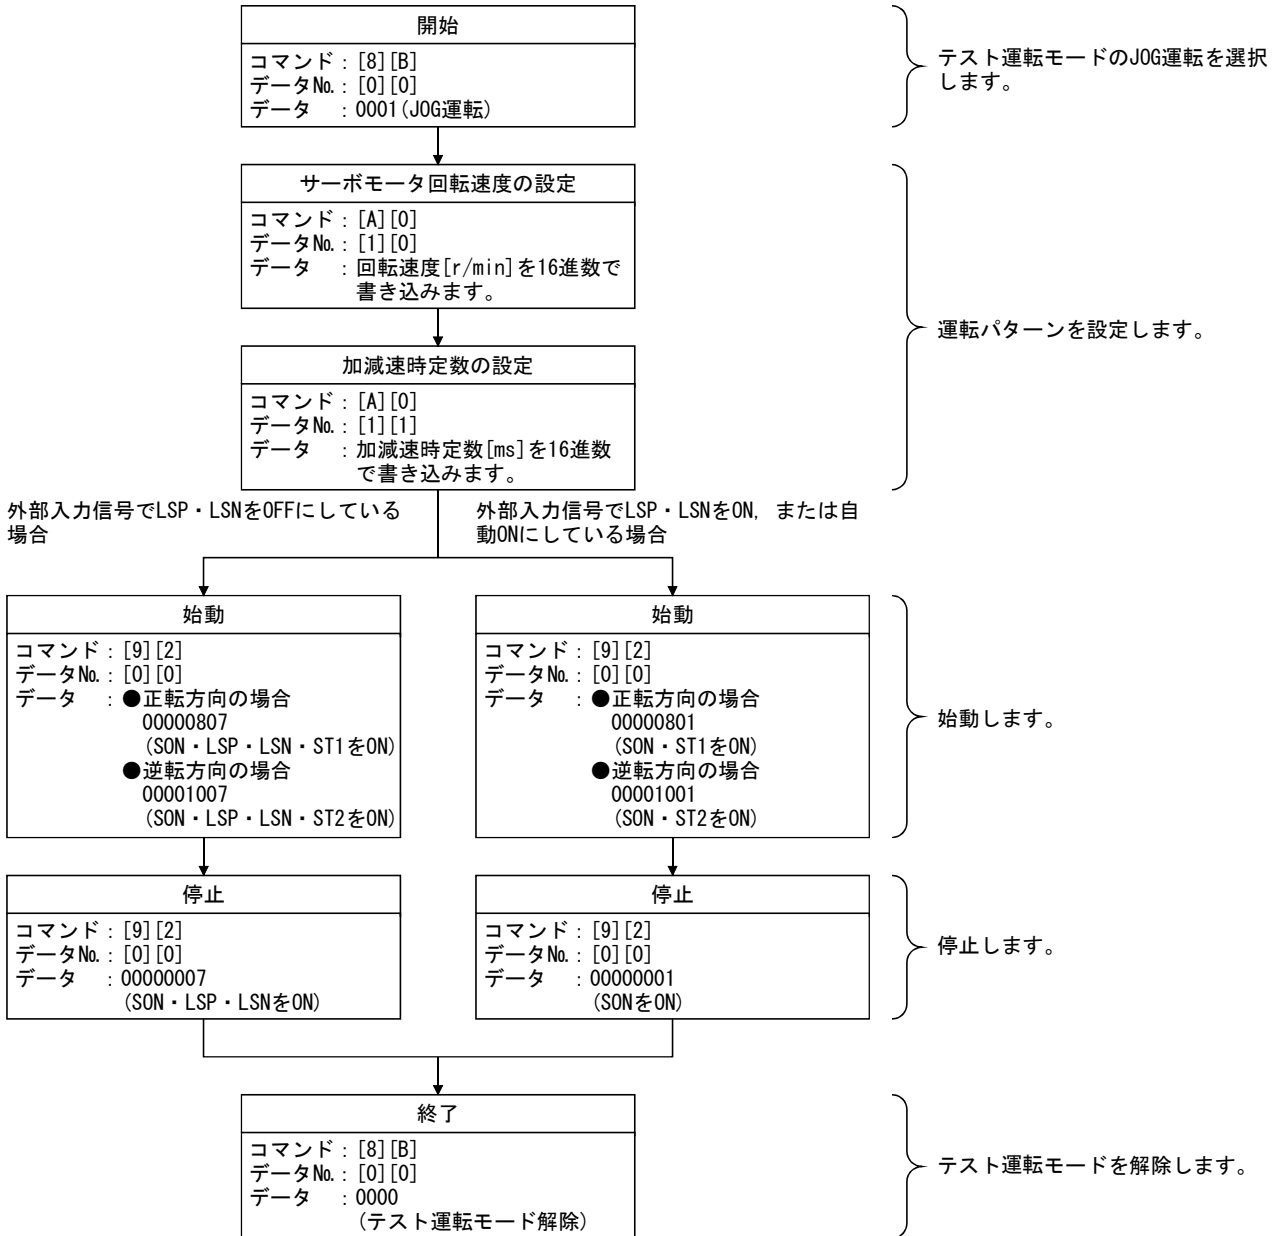 開始
コマンド：[8][B]
データNo.：[0][0]
データ　：0001(JOG運転)
テスト運転モードのJOG運転を選択
します。
サーボモータ回転速度の設定
コマンド：[A][0]
データNo.：[1][0]
データ　：回転速度[r/min]を16進数で
書き込みます。
加減速時定数の設定
コマンド：[A][0]
データNo.：[1][1]
データ　：加減速時定数[ms]を16進数
で書き込みます。
運転パターンを設定します。
外部入力信号でLSP・LSNをOFFにしている
場合
外部入力信号でLSP・LSNをON，または自
動ONにしている場合
始動
コマンド：[9][2]
データNo.：[0][0]
データ　：●正転方向の場合
00000807
(SON・LSP・LSN・ST1をON)
●逆転方向の場合
00001007
(SON・LSP・LSN・ST2をON)
始動
コマンド：[9][2]
データNo.：[0][0]
データ　：●正転方向の場合
00000801
(SON・ST1をON)
●逆転方向の場合
00001001
(SON・ST2をON)
始動します。
停止
コマンド：[9][2]
データNo.：[0][0]
データ　：00000007
(SON・LSP・LSNをON)
停止
コマンド：[9][2]
データNo.：[0][0]
データ　：00000001
(SONをON)
停止します。
終了
コマンド：[8][B]
データNo.：[0][0]
データ　：0000
(テスト運転モード解除)
テスト運転モードを解除します。